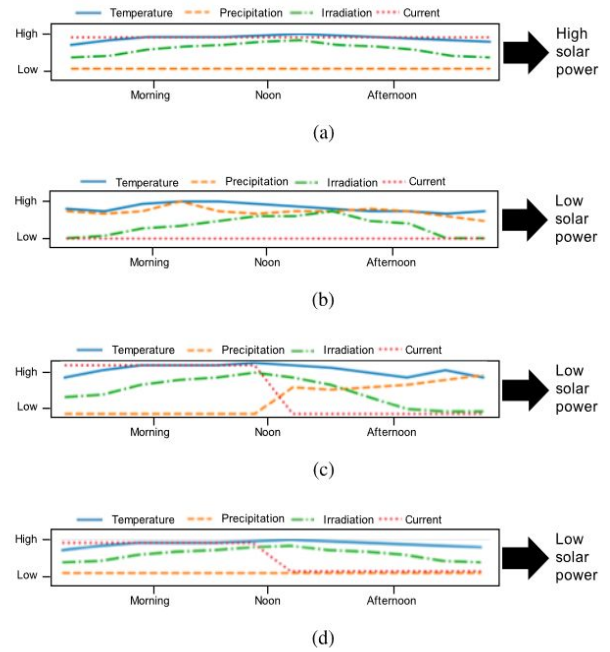 Temperature Precipitation Irradiation Current
High
Low
Morning Noon Afternoon
High
solar
power
(a)
Temperature Precipitation Irradiation Current
High
Low
Morning Noon Afternoon
Low
solar
power
(b)
Temperature Precipitation Irradiation Current
High
Low
Morning Noon Afternoon
Low
solar
power
(c)
Temperature Precipitation Irradiation Current
High
Low
Morning Noon Afternoon
Low
solar
power
(d)